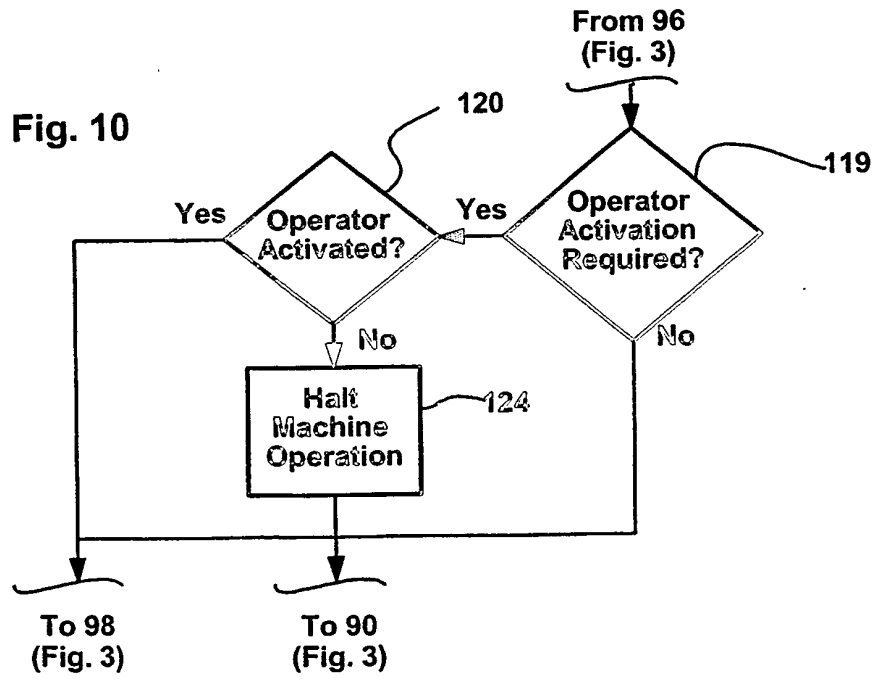 From 96
(Fig. 3)
Fig. 10
120
119
Yes
Operator
Activated?
Yes
Operator
Activation
Required?
No
No
Halt
Machine
Operation
124
To 98
(Fig. 3)
To 90
(Fig. 3)